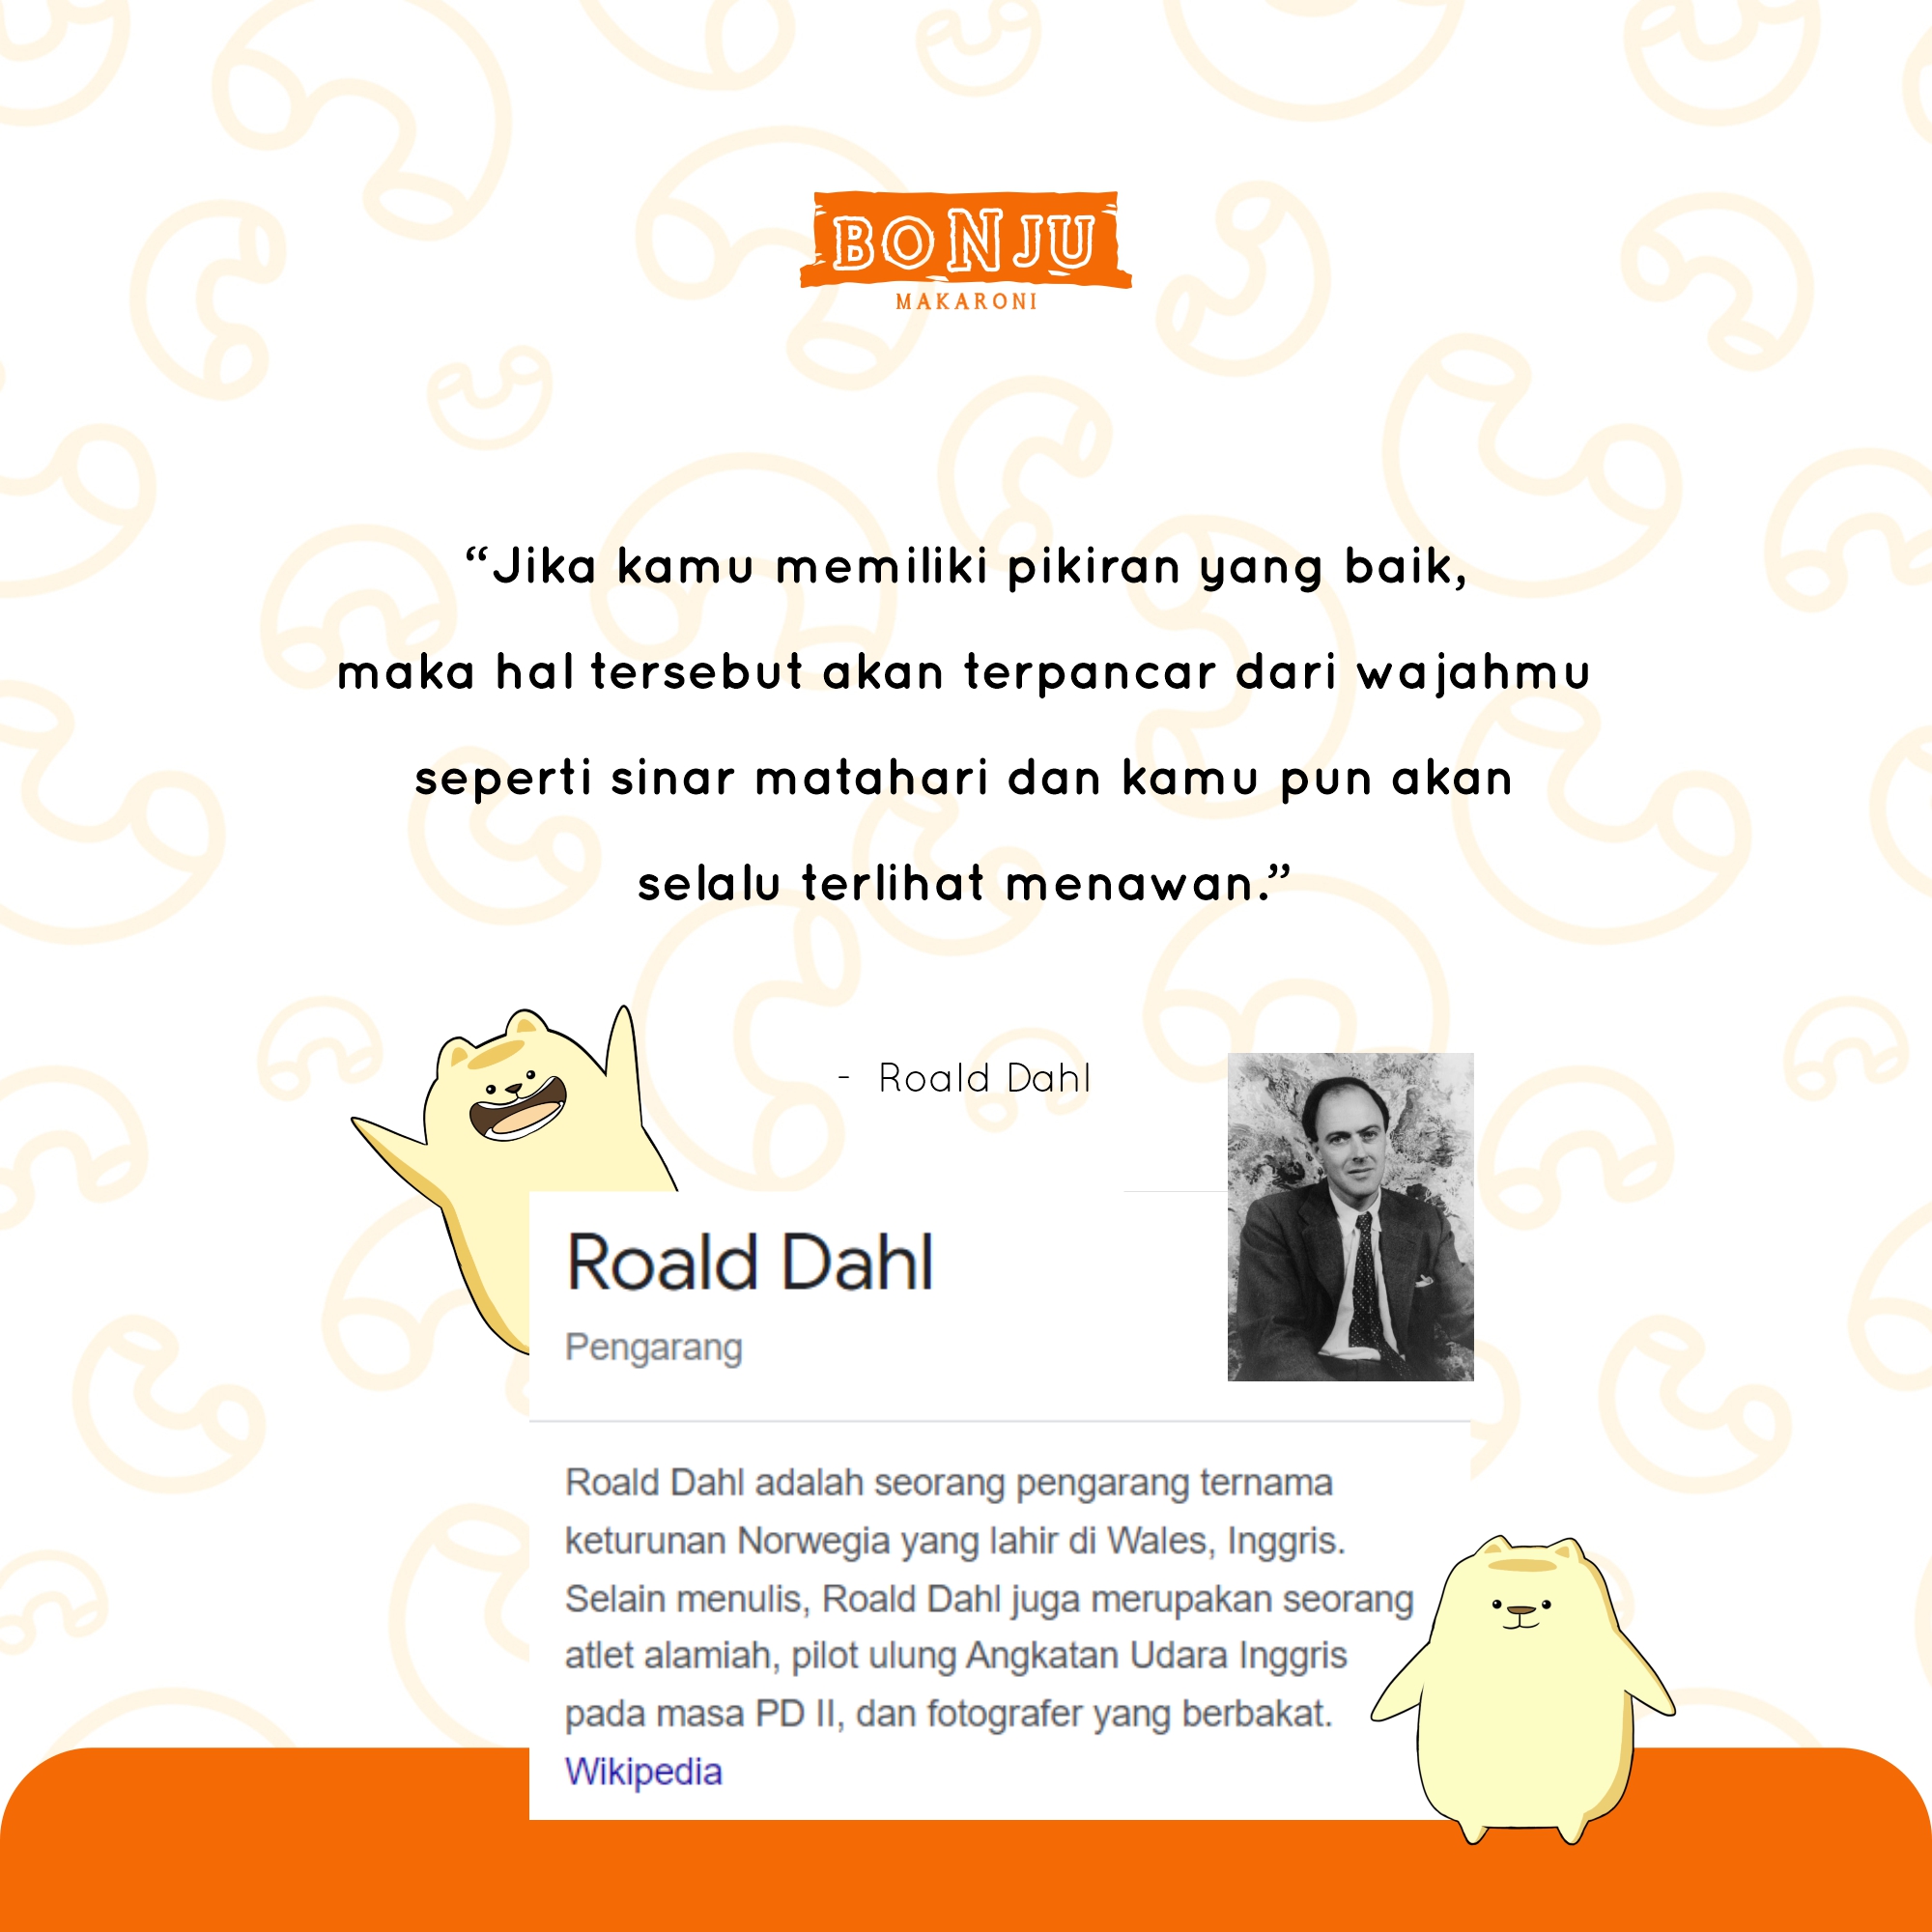 BONJU
MAKARONI
“Jika kamu memiliki pikiran yang baik,
maka hal tersebut akan terpancar dari wajahmu
seperti sinar matahari dan kamu pun akan
selalu terlihat menawan.”
- Roald Dahl
Roald Dahl
Pengarang
Roald Dahl adalah seorang pengarang ternama
keturunan Norwegia yang lahir di Wales, Inggris.
Selain menulis, Roald Dahl juga merupakan seorang
atlet alamiah, pilot ulung Angkatan Udara Inggris
pada masa PD II, dan fotografer yang berbakat.
Wikipedia